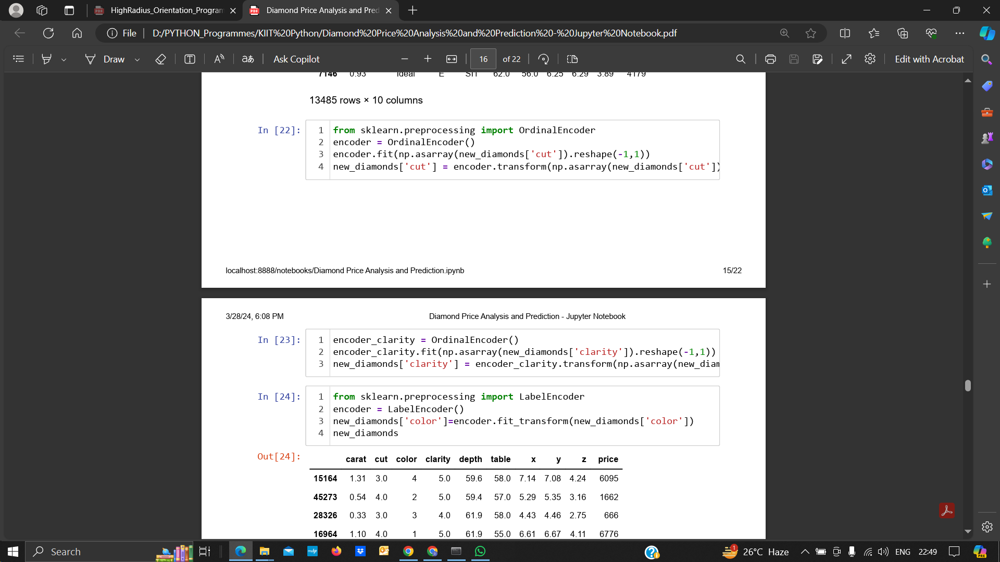 HighRadius_Orientation_Program
Diamond Price Analysis and Pred
File
D:/PYTHON_Programmes/KIIT%20Python/Diamond%20Price%20Analysis%20and%20Prediction%20-%20Jupyter%20Notebook.pdf
Draw
aあ
Ask Copilot
16
of 22
Edit with Acrobat
7146 0.93 Ideal E SI1 62.0 56.0 6.25 6.29 3.89 4179
13485 rows × 10 columns
In [22]:
1 from sklearn.preprocessing import OrdinalEncoder
2 encoder = OrdinalEncoder()
3 encoder.fit(np.asarray(new_diamonds['cut']).reshape(-1,1))
4 new_diamonds['cut'] = encoder.transform(np.asarray(new_diamonds['cut'])
localhost:8888/notebooks/Diamond Price Analysis and Prediction.ipynb
15/22
3/28/24, 6:08 PM
Diamond Price Analysis and Prediction - Jupyter Notebook
In [23]:
1 encoder_clarity = OrdinalEncoder()
2 encoder_clarity.fit(np.asarray(new_diamonds['clarity']).reshape(-1,1))
3 new_diamonds['clarity'] = encoder_clarity.transform(np.asarray(new_diam
In [24]:
1 from sklearn.preprocessing import LabelEncoder
2 encoder = LabelEncoder()
3 new_diamonds['color']=encoder.fit_transform(new_diamonds['color'])
4 new_diamonds
Out[24]:
carat cut color clarity depth table x y z price
15164 1.31 3.0 4 5.0 59.6 58.0 7.14 7.08 4.24 6095
45273 0.54 4.0 2 5.0 59.4 57.0 5.29 5.35 3.16 1662
28326 0.33 3.0 3 4.0 61.9 58.0 4.43 4.46 2.75 666
16964 1.10 4.0 1 5.0 61.9 55.0 6.61 6.67 4.11 6776
Search
26°C Haze
ENG
22:49